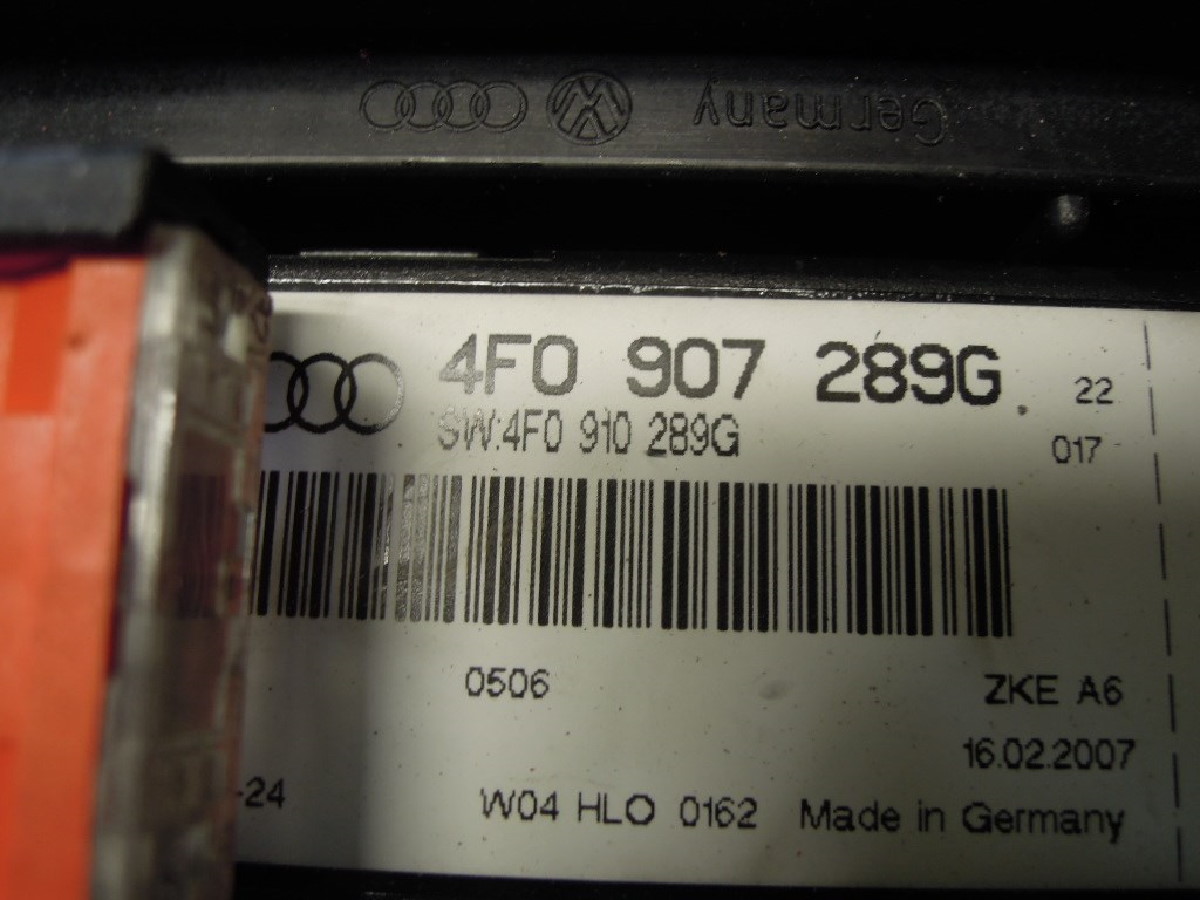 Germany
4F0 907 289G 22
SW:4F0 910 289G 017
0506 ZKE A6
16.02.2007
-24 W04 HLO 0162 Made in Germany